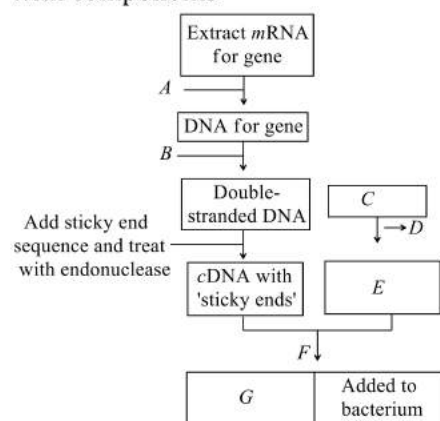 Extract mRNA
for gene
A
DNA for gene
B
Double-
stranded DNA
C
D
Add sticky end
sequence and treat
with endonuclease
cDNA with
'sticky ends'
E
F
G
Added to
bacterium